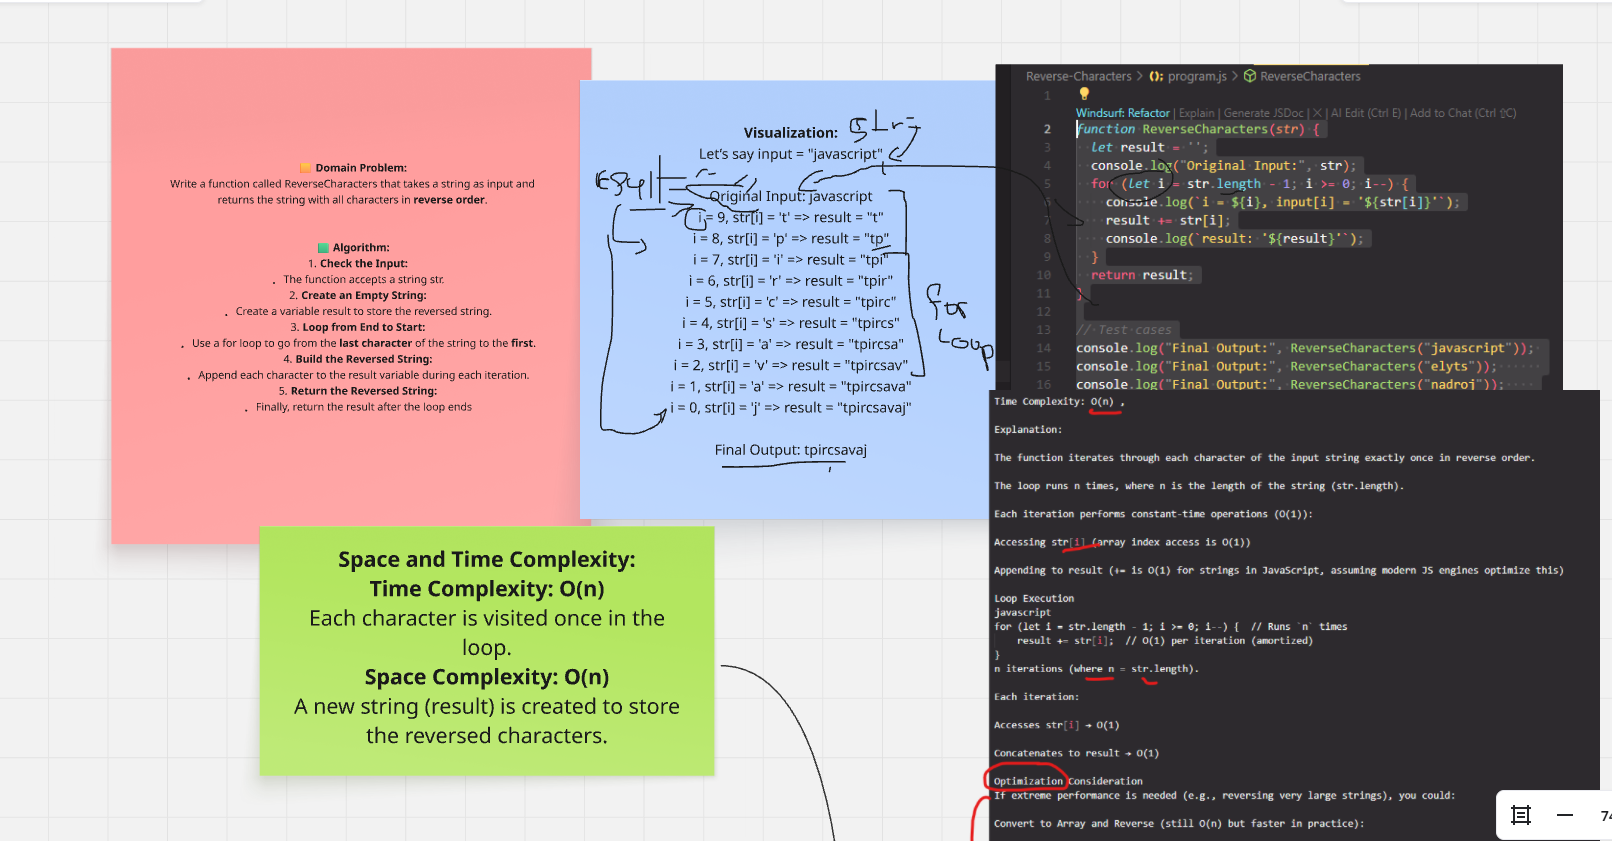 🟧 Domain Problem:
Write a function called ReverseCharacters that takes a string as input and
returns the string with all characters in reverse order.
🟩 Algorithm:
1. Check the Input:
. The function accepts a string str.
2. Create an Empty String:
. Create a variable result to store the reversed string.
3. Loop from End to Start:
. Use a for loop to go from the last character of the string to the first.
4. Build the Reversed String:
. Append each character to the result variable during each iteration.
5. Return the Reversed String:
. Finally, return the result after the loop ends
Visualization:
str
Let's say input = "javascript"
result
Original Input: javascript
i = 9, str[i] = 't' => result = "t"
i = 8, str[i] = 'p' => result = "tp"
i = 7, str[i] = 'i' => result = "tpi"
i = 6, str[i] = 'r' => result = "tpir"
i = 5, str[i] = 'c' => result = "tpirc"
i = 4, str[i] = 's' => result = "tpircs"
i = 3, str[i] = 'a' => result = "tpircsa"
i = 2, str[i] = 'v' => result = "tpircsav"
i = 1, str[i] = 'a' => result = "tpircsava"
i = 0, str[i] = 'j' => result = "tpircsavaj"
for
Loop
Final Output: tpircsavaj
Reverse-Characters > program.js > ReverseCharacters
1
Windsurf: Refactor | Explain | Generate JSDoc | X | AI Edit (Ctrl E) | Add to Chat (Ctrl ⇧C)
2 function ReverseCharacters(str) {
3 let result = '';
4 console.log("Original Input:", str);
5 for (let i = str.length - 1; i >= 0; i--) {
6 console.log(`i = ${i}, input[i] = '${str[i]}'`);
7 result += str[i];
8 console.log(`result: '${result}'`);
9 }
10 return result;
11 }
12
13 // Test cases
14 console.log("Final Output:", ReverseCharacters("javascript"));
15 console.log("Final Output:", ReverseCharacters("elyts"));
16 console.log("Final Output:", ReverseCharacters("nadroj"));
Space and Time Complexity:
Time Complexity: O(n)
Each character is visited once in the
loop.
Space Complexity: O(n)
A new string (result) is created to store
the reversed characters.
Time Complexity: O(n) ,
Explanation:
The function iterates through each character of the input string exactly once in reverse order.
The loop runs n times, where n is the length of the string (str.length).
Each iteration performs constant-time operations (O(1)):
Accessing str[i] (array index access is O(1))
Appending to result (+= is O(1) for strings in JavaScript, assuming modern JS engines optimize this)
Loop Execution
javascript
for (let i = str.length - 1; i >= 0; i--) { // Runs `n` times
result += str[i]; // O(1) per iteration (amortized)
}
n iterations (where n = str.length).
Each iteration:
Accesses str[i] → O(1)
Concatenates to result → O(1)
Optimization Consideration
If extreme performance is needed (e.g., reversing very large strings), you could:
Convert to Array and Reverse (still O(n) but faster in practice):
74